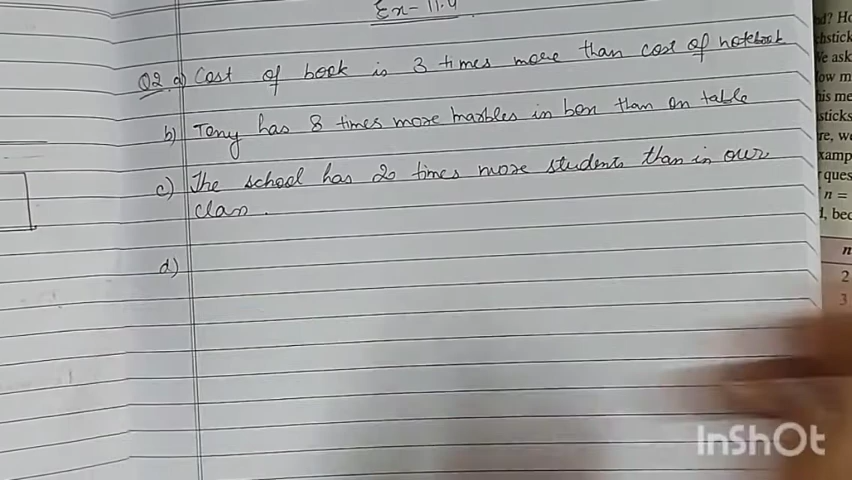 Ex - 11.4
Q2. a) Cost of book is 3 times more than cost of notebook
b) Tony has 8 times more marbles in box than on table
c) The school has 20 times more students than in our
class.
d)
InShOt
n =
n
2
3